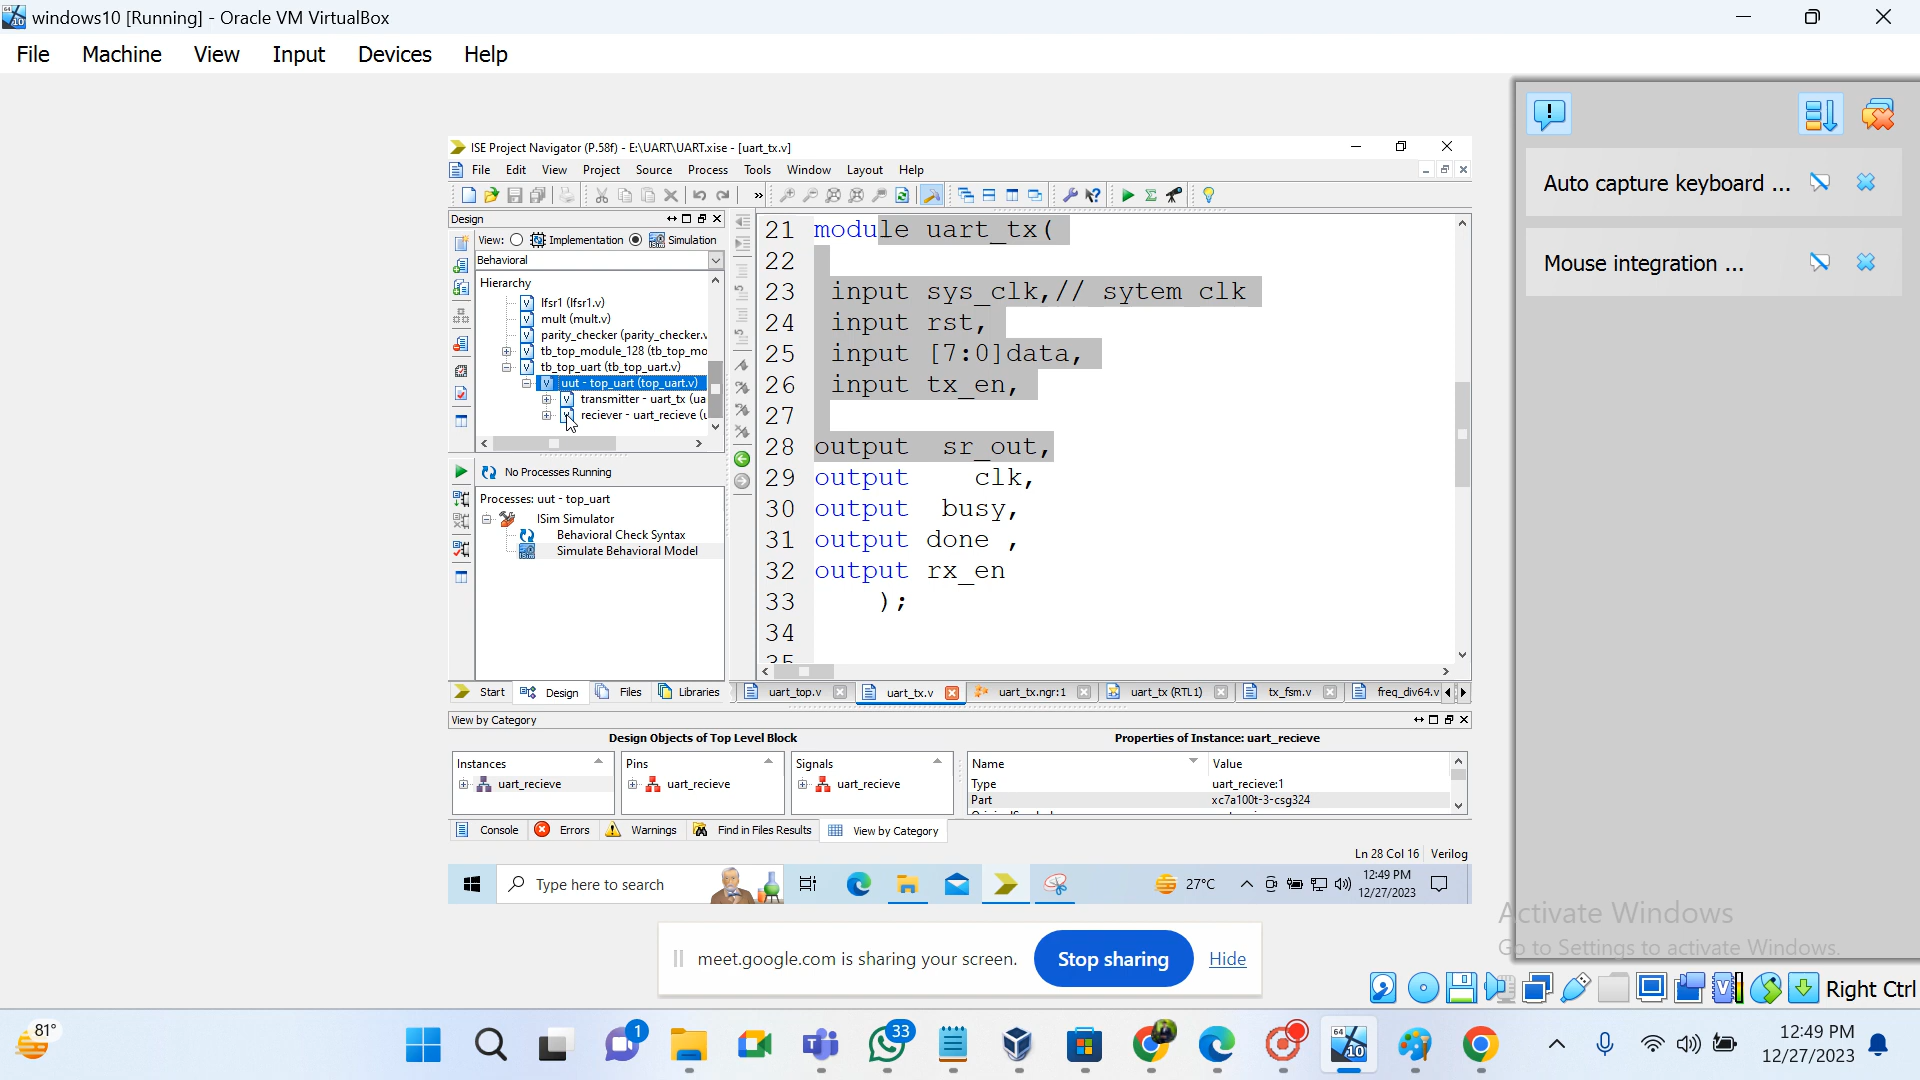 windows10 [Running] - Oracle VM VirtualBox
File Machine View Input Devices Help
Auto capture keyboard ...
Mouse integration ...
ISE Project Navigator (P.58f) - E:\UART\UART.xise - [uart_tx.v]
File Edit View Project Source Process Tools Window Layout Help
Design
View: Implementation Simulation
Behavioral
Hierarchy
lfsr1 (lfsr1.v)
mult (mult.v)
parity_checker (parity_checker.v
tb_top_module_128 (tb_top_mo
tb_top_uart (tb_top_uart.v)
uut - top_uart (top_uart.v)
transmitter - uart_tx (ua
reciever - uart_recieve (u
No Processes Running
Processes: uut - top_uart
ISim Simulator
Behavioral Check Syntax
Simulate Behavioral Model
Start Design Files Libraries
21 module uart_tx(
22
23 input sys_clk,// sytem clk
24 input rst,
25 input [7:0]data,
26 input tx_en,
27
28 output sr_out,
29 output clk,
30 output busy,
31 output done ,
32 output rx_en
33 );
34
35
uart_top.v uart_tx.v uart_tx.ngr:1 uart_tx (RTL1) tx_fsm.v freq_div64.v
View by Category
Design Objects of Top Level Block
Properties of Instance: uart_recieve
Instances Pins Signals Name Value
uart_recieve uart_recieve uart_recieve Type uart_recieve:1
Part xc7a100t-3-csg324
Console Errors Warnings Find in Files Results View by Category
Ln 28 Col 16 Verilog
Type here to search
27°C
12:49 PM
12/27/2023
Activate Windows
Go to Settings to activate Windows.
meet.google.com is sharing your screen. Stop sharing Hide
Right Ctrl
81°
1
33
64
10
12:49 PM
12/27/2023